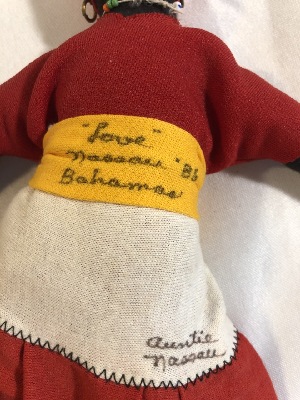 "Love"
Nassau '86
Bahamas
Auntie
Nassau